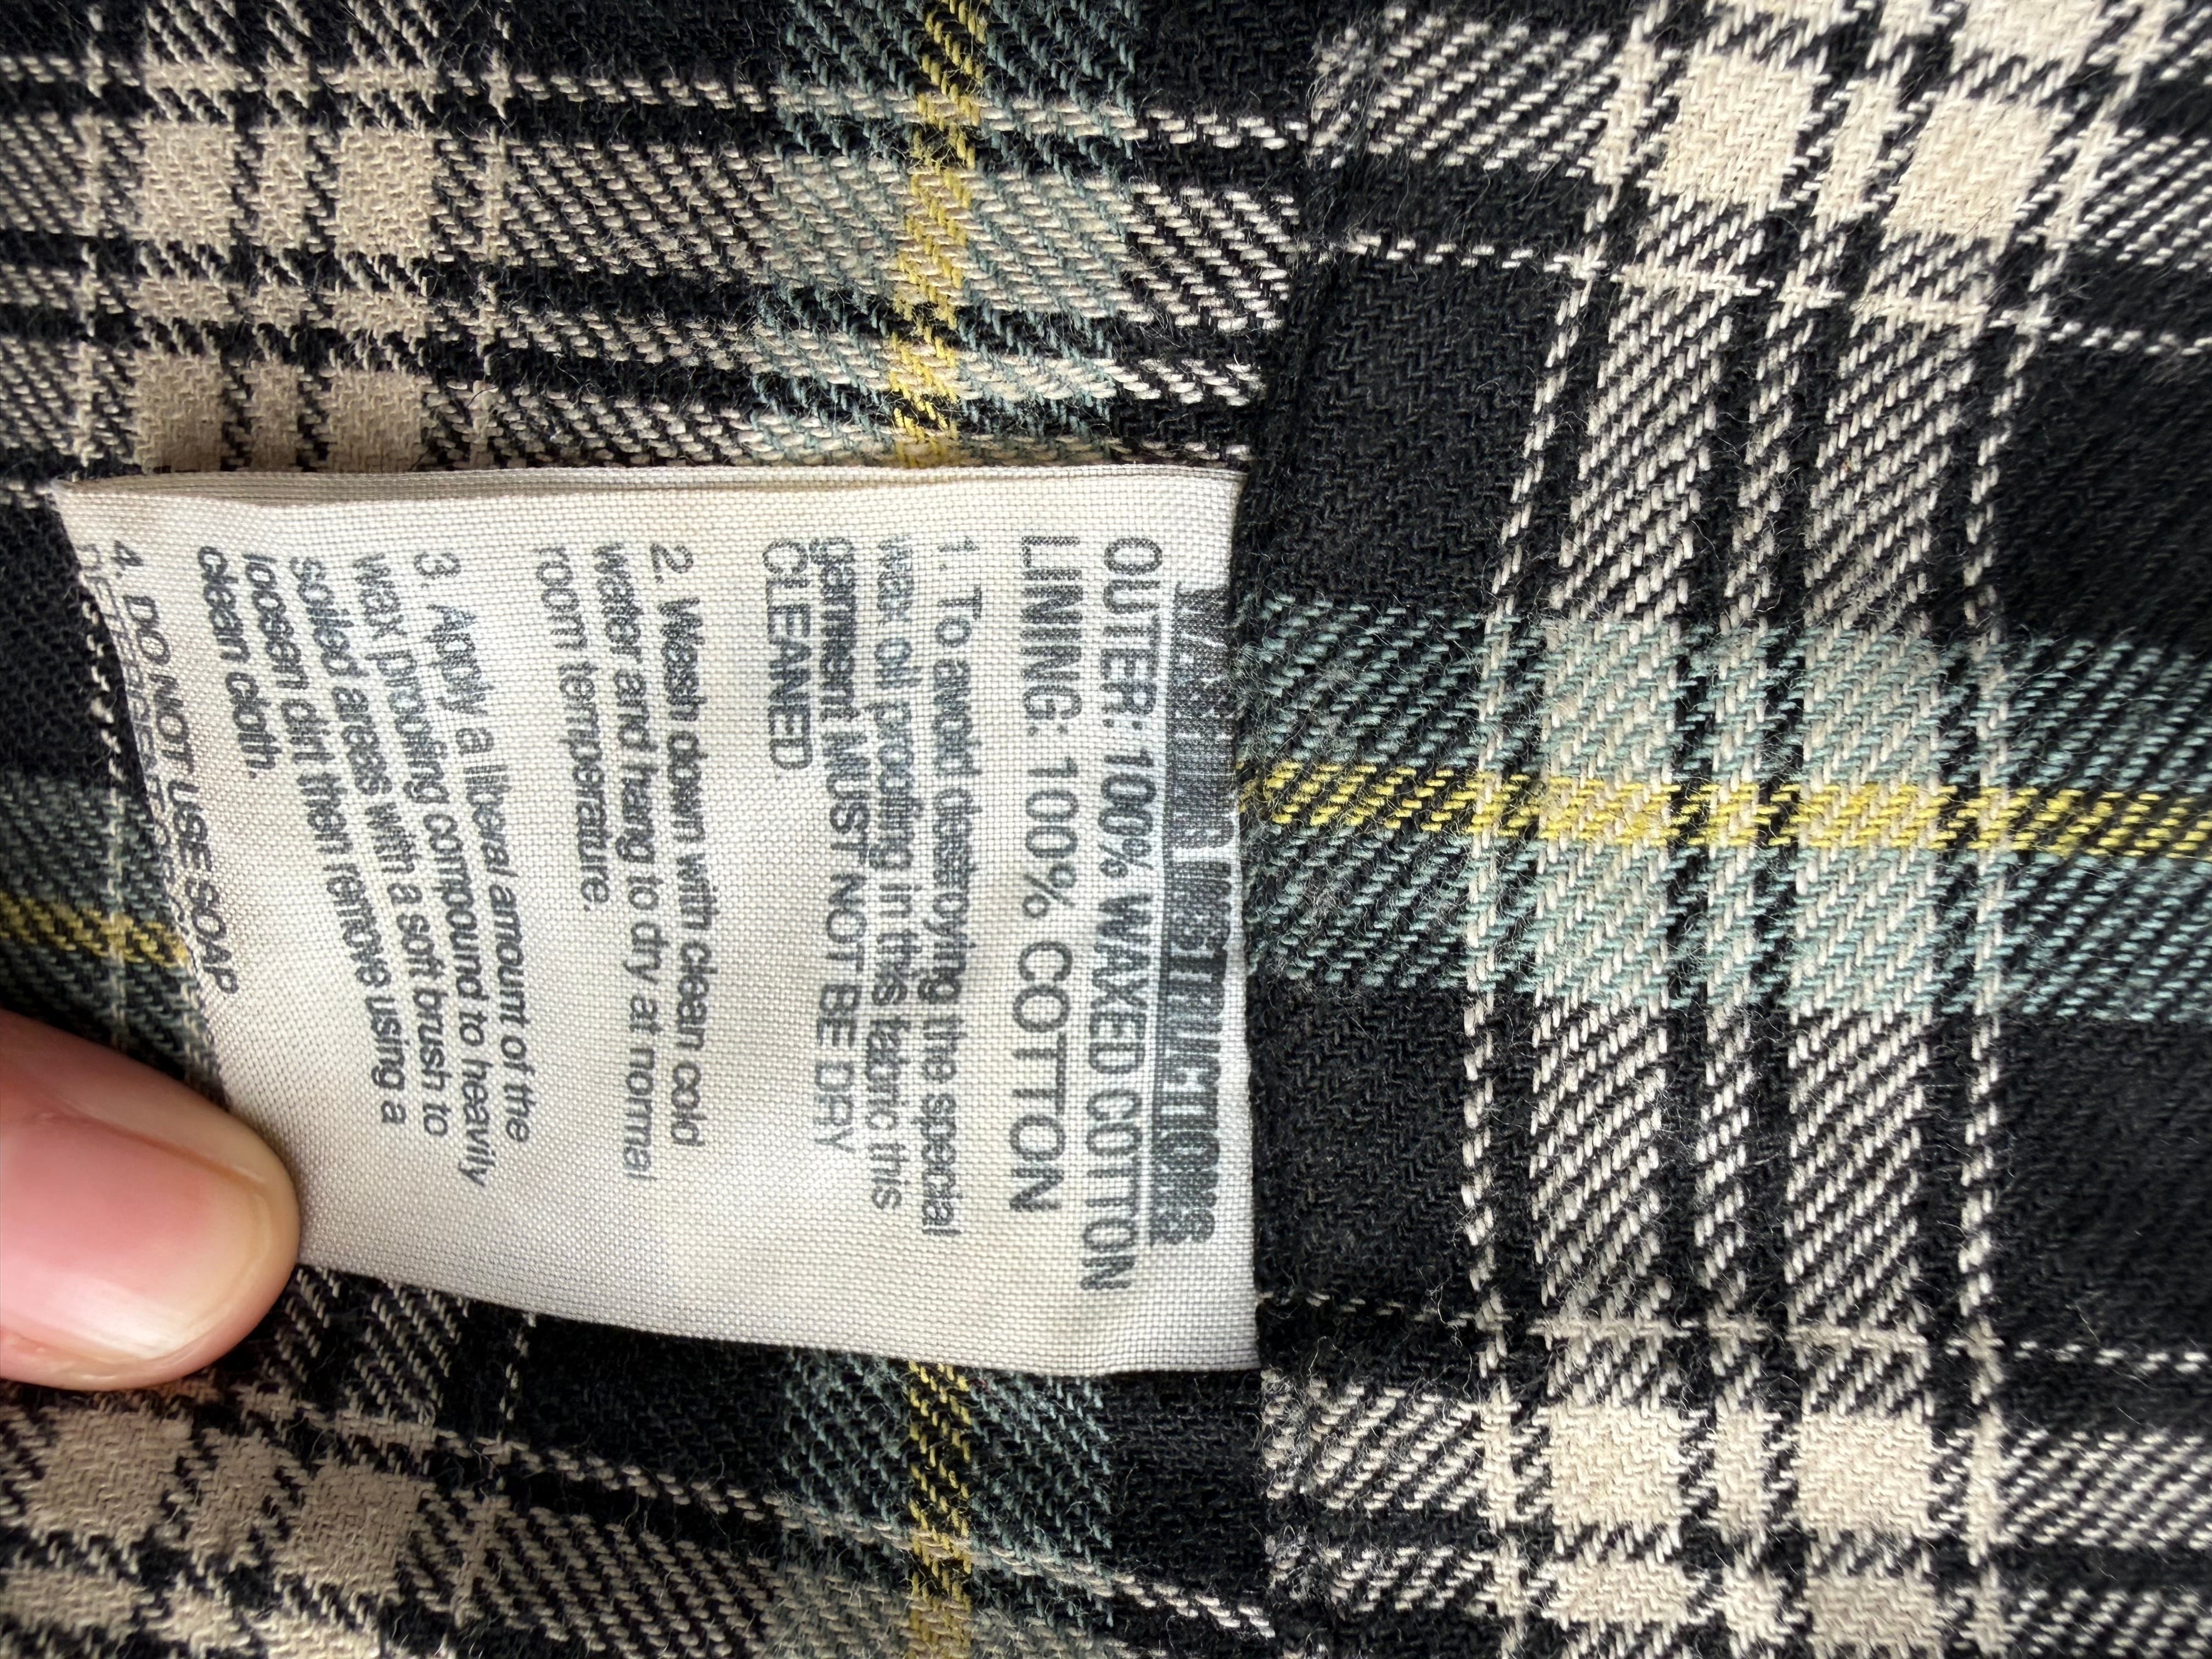 WASH INSTRUCTIONS
OUTER: 100% WAXED COTTON
LINING: 100% COTTON
1. To avoid destroying the special
wax oil proofing in this fabric this
garment MUST NOT BE DRY
CLEANED.
2. Wash down with clean cold
water and hang to dry at normal
room temperature.
3. Apply a liberal amount of the
wax proofing compound to heavily
soiled areas with a soft brush to
loosen dirt then remove using a
clean cloth.
4. DO NOT USE SOAP